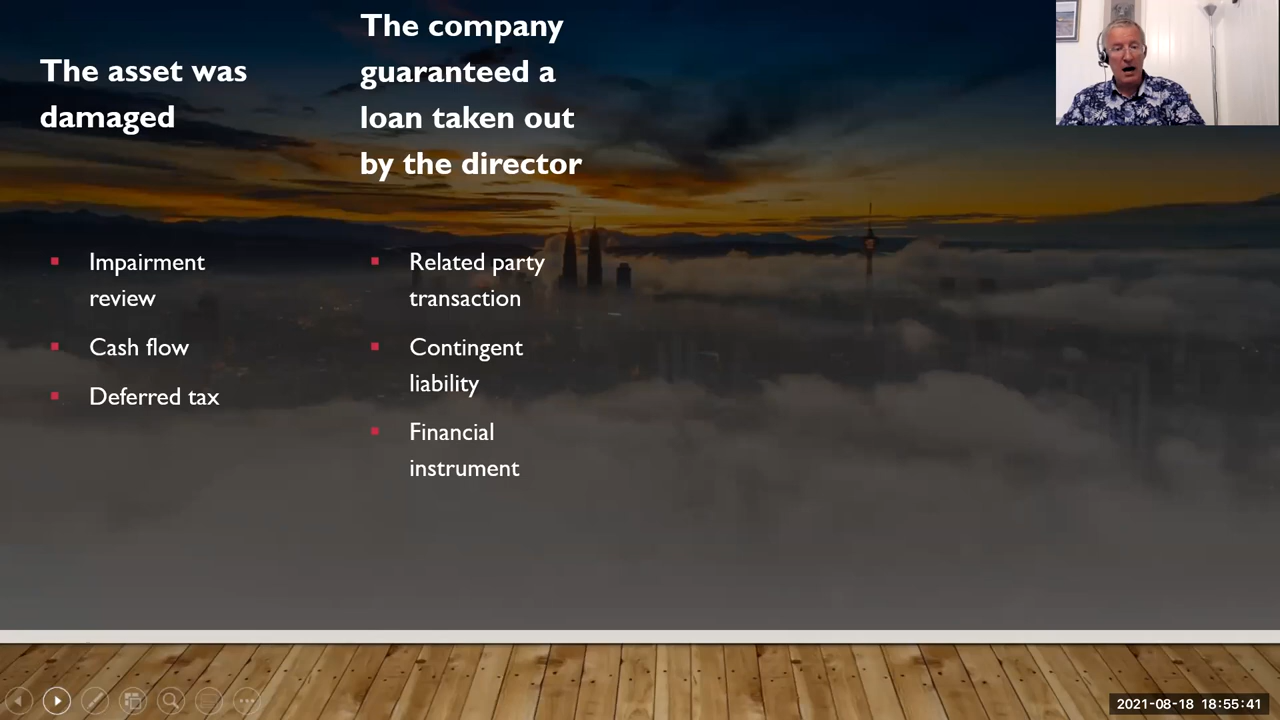 The asset was
damaged
Impairment
review
Cash flow
Deferred tax
The company
guaranteed a
loan taken out
by the director
Related party
transaction
Contingent
liability
Financial
instrument
2021-08-18 18:55:41